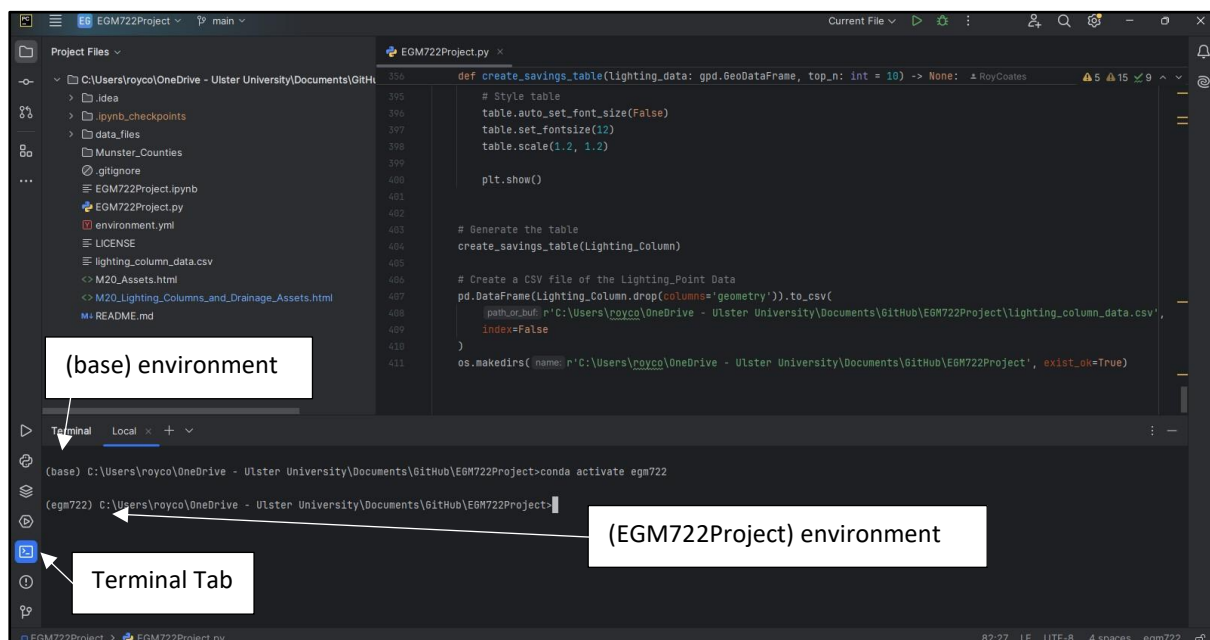 PC EG EGM722Project main Current File
Project Files
EGM722Project.py
C:\Users\royco\OneDrive - Ulster University\Documents\GitHu
.idea
.ipynb_checkpoints
data_files
Munster_Counties
.gitignore
EGM722Project.ipynb
EGM722Project.py
environment.yml
LICENSE
lighting_column_data.csv
M20_Assets.html
M20_Lighting_Columns_and_Drainage_Assets.html
README.md
356 def create_savings_table(lighting_data: gpd.GeoDataFrame, top_n: int = 10) -> None: RoyCoates 5 15 9
395 # Style table
396 table.auto_set_font_size(False)
397 table.set_fontsize(12)
398 table.scale(1.2, 1.2)
399
400 plt.show()
401
402
403 # Generate the table
404 create_savings_table(Lighting_Column)
405
406 # Create a CSV file of the Lighting_Point Data
407 pd.DataFrame(Lighting_Column.drop(columns='geometry')).to_csv(
408 path_or_buf: r'C:\Users\royco\OneDrive - Ulster University\Documents\GitHub\EGM722Project\lighting_column_data.csv',
409 index=False
410 )
411 os.makedirs( name: r'C:\Users\royco\OneDrive - Ulster University\Documents\GitHub\EGM722Project', exist_ok=True)
(base) environment
Terminal Local
(base) C:\Users\royco\OneDrive - Ulster University\Documents\GitHub\EGM722Project>conda activate egm722
(egm722) C:\Users\royco\OneDrive - Ulster University\Documents\GitHub\EGM722Project>
(EGM722Project) environment
Terminal Tab
EGM722Project > EGM722Project.py 82:27 LF UTF-8 4 spaces egm722